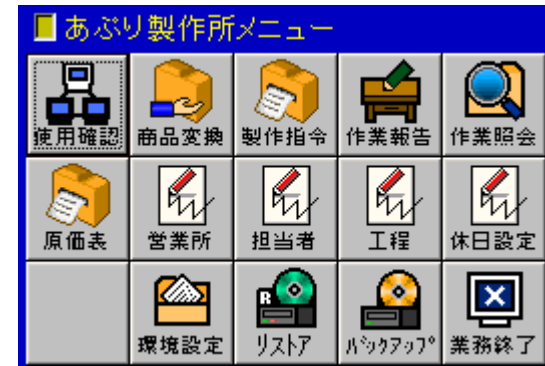 あぷり製作所メニュー
使用確認 商品変換 製作指令 作業報告 作業照会
原価表 営業所 担当者 工程 休日設定
環境設定 R リストア バックアップ 業務終了